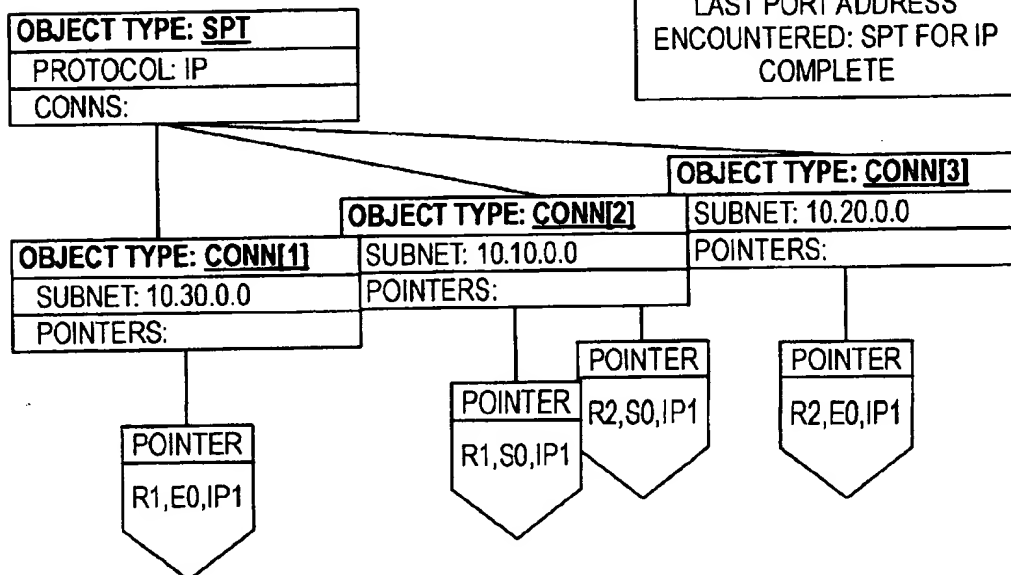 OBJECT TYPE: SPT
PROTOCOL: IP
CONNS:
LAST PORT ADDRESS
ENCOUNTERED: SPT FOR IP
COMPLETE
OBJECT TYPE: CONN[3]
SUBNET: 10.20.0.0
POINTERS:
OBJECT TYPE: CONN[2]
SUBNET: 10.10.0.0
POINTERS:
OBJECT TYPE: CONN[1]
SUBNET: 10.30.0.0
POINTERS:
POINTER
R1,E0,IP1
POINTER
R1,S0,IP1
POINTER
R2,S0,IP1
POINTER
R2,E0,IP1